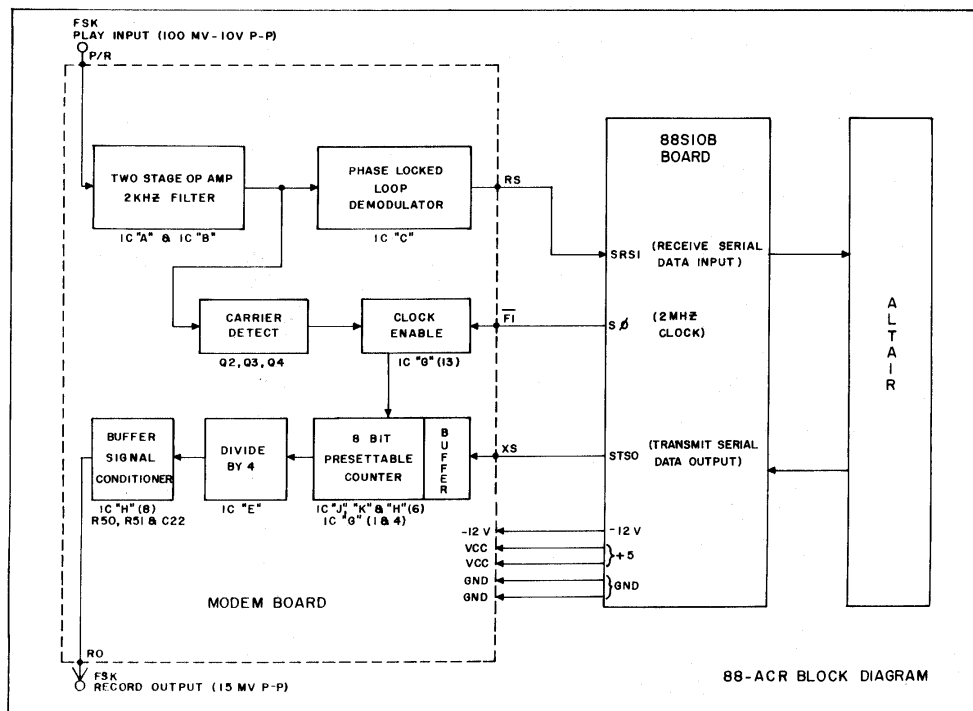 FSK
PLAY INPUT (100 MV-10V P-P)
P/R
TWO STAGE OP AMP
2KHZ FILTER
IC "A" & IC "B"
PHASE LOCKED
LOOP
DEMODULATOR
IC "C"
RS
CARRIER
DETECT
Q2, Q3, Q4
CLOCK
ENABLE
IC "G" (13)
F1
BUFFER
SIGNAL
CONDITIONER
IC "H" (8)
R50, R51 & C22
DIVIDE
BY 4
IC "E"
8 BIT
PRESETTABLE
COUNTER
BUFFER
IC "J", "K" & "H" (6)
IC "G" (1 & 4)
XS
-12 V
VCC
VCC
GND
GND
MODEM BOARD
RO
FSK
RECORD OUTPUT (15 MV P-P)
88SIOB
BOARD
SRSI (RECEIVE SERIAL
DATA INPUT)
SØ (2MHZ
CLOCK)
STSO (TRANSMIT SERIAL
DATA OUTPUT)
-12 V
+5
GND
ALTAIR
88-ACR BLOCK DIAGRAM